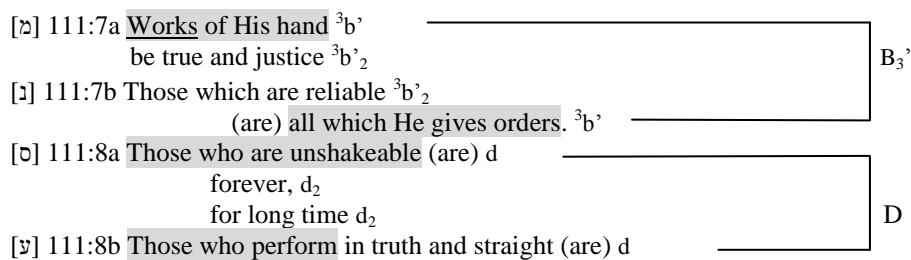 [מ] 111:7a Works of His hand ³b’
be true and justice ³b’₂
B₃’
[נ] 111:7b Those which are reliable ³b’₂
(are) all which He gives orders. ³b’
[ס] 111:8a Those who are unshakeable (are) d
forever, d₂
for long time d₂
D
[ע] 111:8b Those who perform in truth and straight (are) d